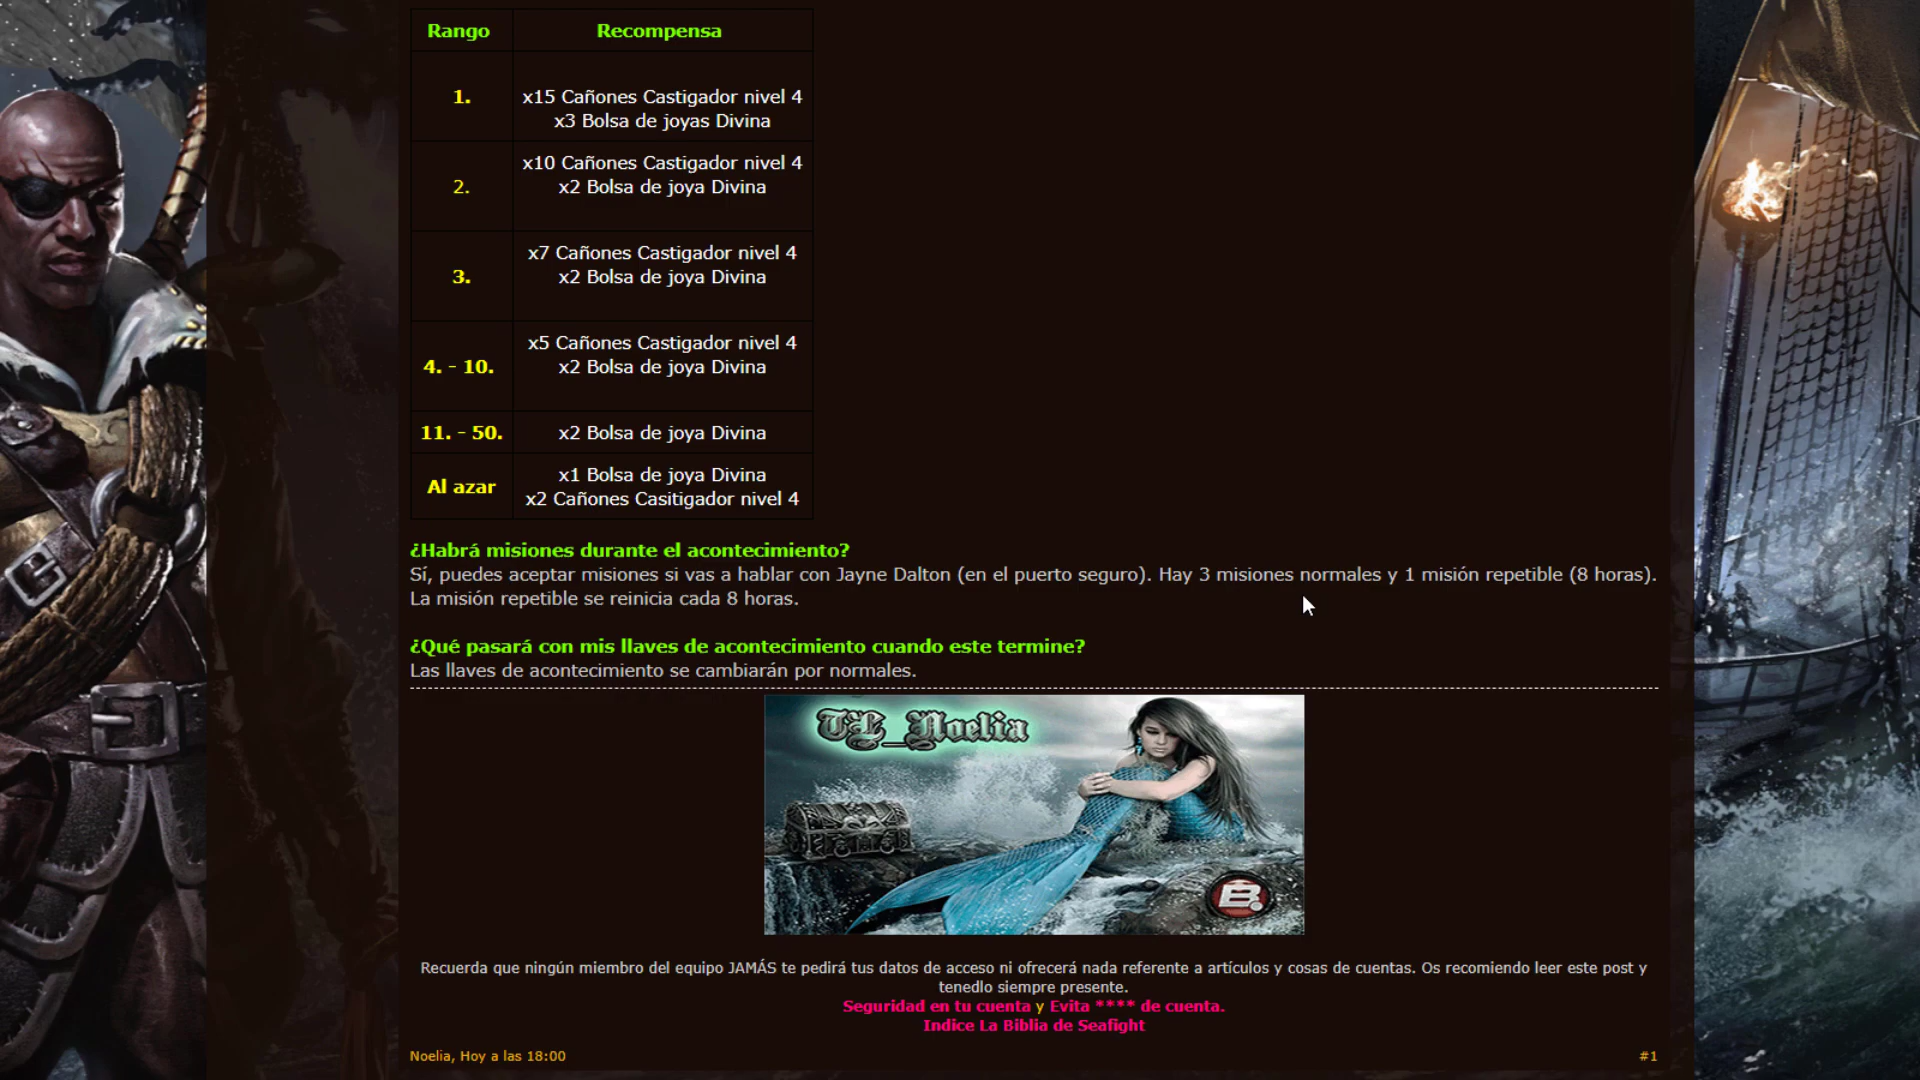 Rango Recompensa
1. x15 Cañones Castigador nivel 4
x3 Bolsa de joyas Divina
2. x10 Cañones Castigador nivel 4
x2 Bolsa de joya Divina
3. x7 Cañones Castigador nivel 4
x2 Bolsa de joya Divina
4. - 10. x5 Cañones Castigador nivel 4
x2 Bolsa de joya Divina
11. - 50. x2 Bolsa de joya Divina
Al azar x1 Bolsa de joya Divina
x2 Cañones Casitigador nivel 4
¿Habrá misiones durante el acontecimiento?
Sí, puedes aceptar misiones si vas a hablar con Jayne Dalton (en el puerto seguro). Hay 3 misiones normales y 1 misión repetible (8 horas).
La misión repetible se reinicia cada 8 horas.
¿Qué pasará con mis llaves de acontecimiento cuando este termine?
Las llaves de acontecimiento se cambiarán por normales.
TL_Noelia
B.
Recuerda que ningún miembro del equipo JAMÁS te pedirá tus datos de acceso ni ofrecerá nada referente a artículos y cosas de cuentas. Os recomiendo leer este post y
tenedlo siempre presente.
Seguridad en tu cuenta y Evita **** de cuenta.
Indice La Biblia de Seafight
Noelia, Hoy a las 18:00 #1